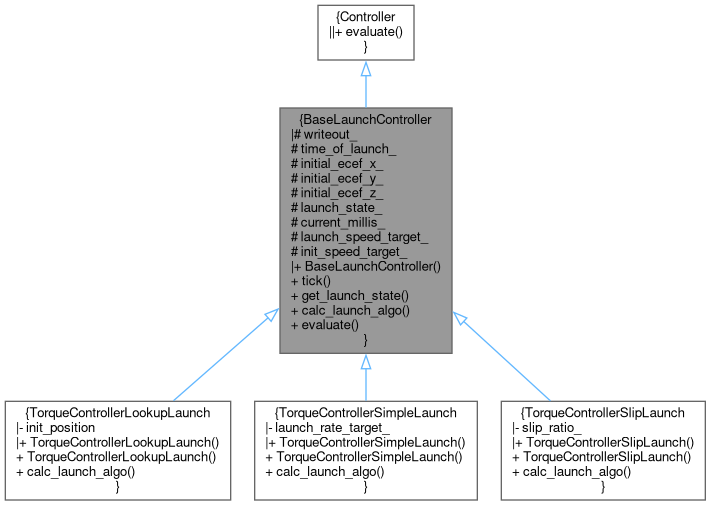 {Controller
||+ evaluate()
}
{BaseLaunchController
|# writeout_
# time_of_launch_
# initial_ecef_x_
# initial_ecef_y_
# initial_ecef_z_
# launch_state_
# current_millis_
# launch_speed_target_
# init_speed_target_
|+ BaseLaunchController()
+ tick()
+ get_launch_state()
+ calc_launch_algo()
+ evaluate()
}
{TorqueControllerLookupLaunch
|- init_position
|+ TorqueControllerLookupLaunch()
+ TorqueControllerLookupLaunch()
+ calc_launch_algo()
}
{TorqueControllerSimpleLaunch
|- launch_rate_target_
|+ TorqueControllerSimpleLaunch()
+ TorqueControllerSimpleLaunch()
+ calc_launch_algo()
}
{TorqueControllerSlipLaunch
|- slip_ratio_
|+ TorqueControllerSlipLaunch()
+ TorqueControllerSlipLaunch()
+ calc_launch_algo()
}